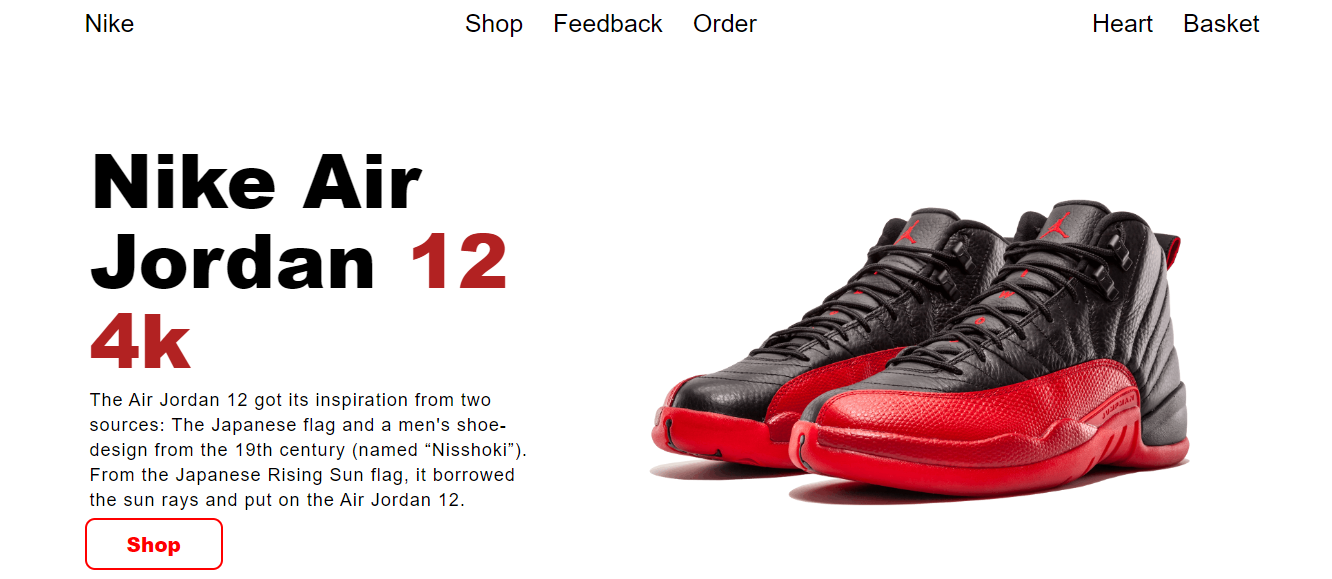 Nike Shop Feedback Order Heart Basket
Nike Air
Jordan 12
4k
The Air Jordan 12 got its inspiration from two
sources: The Japanese flag and a men's shoe-
design from the 19th century (named “Nisshoki”).
From the Japanese Rising Sun flag, it borrowed
the sun rays and put on the Air Jordan 12.
Shop
JUMPMAN